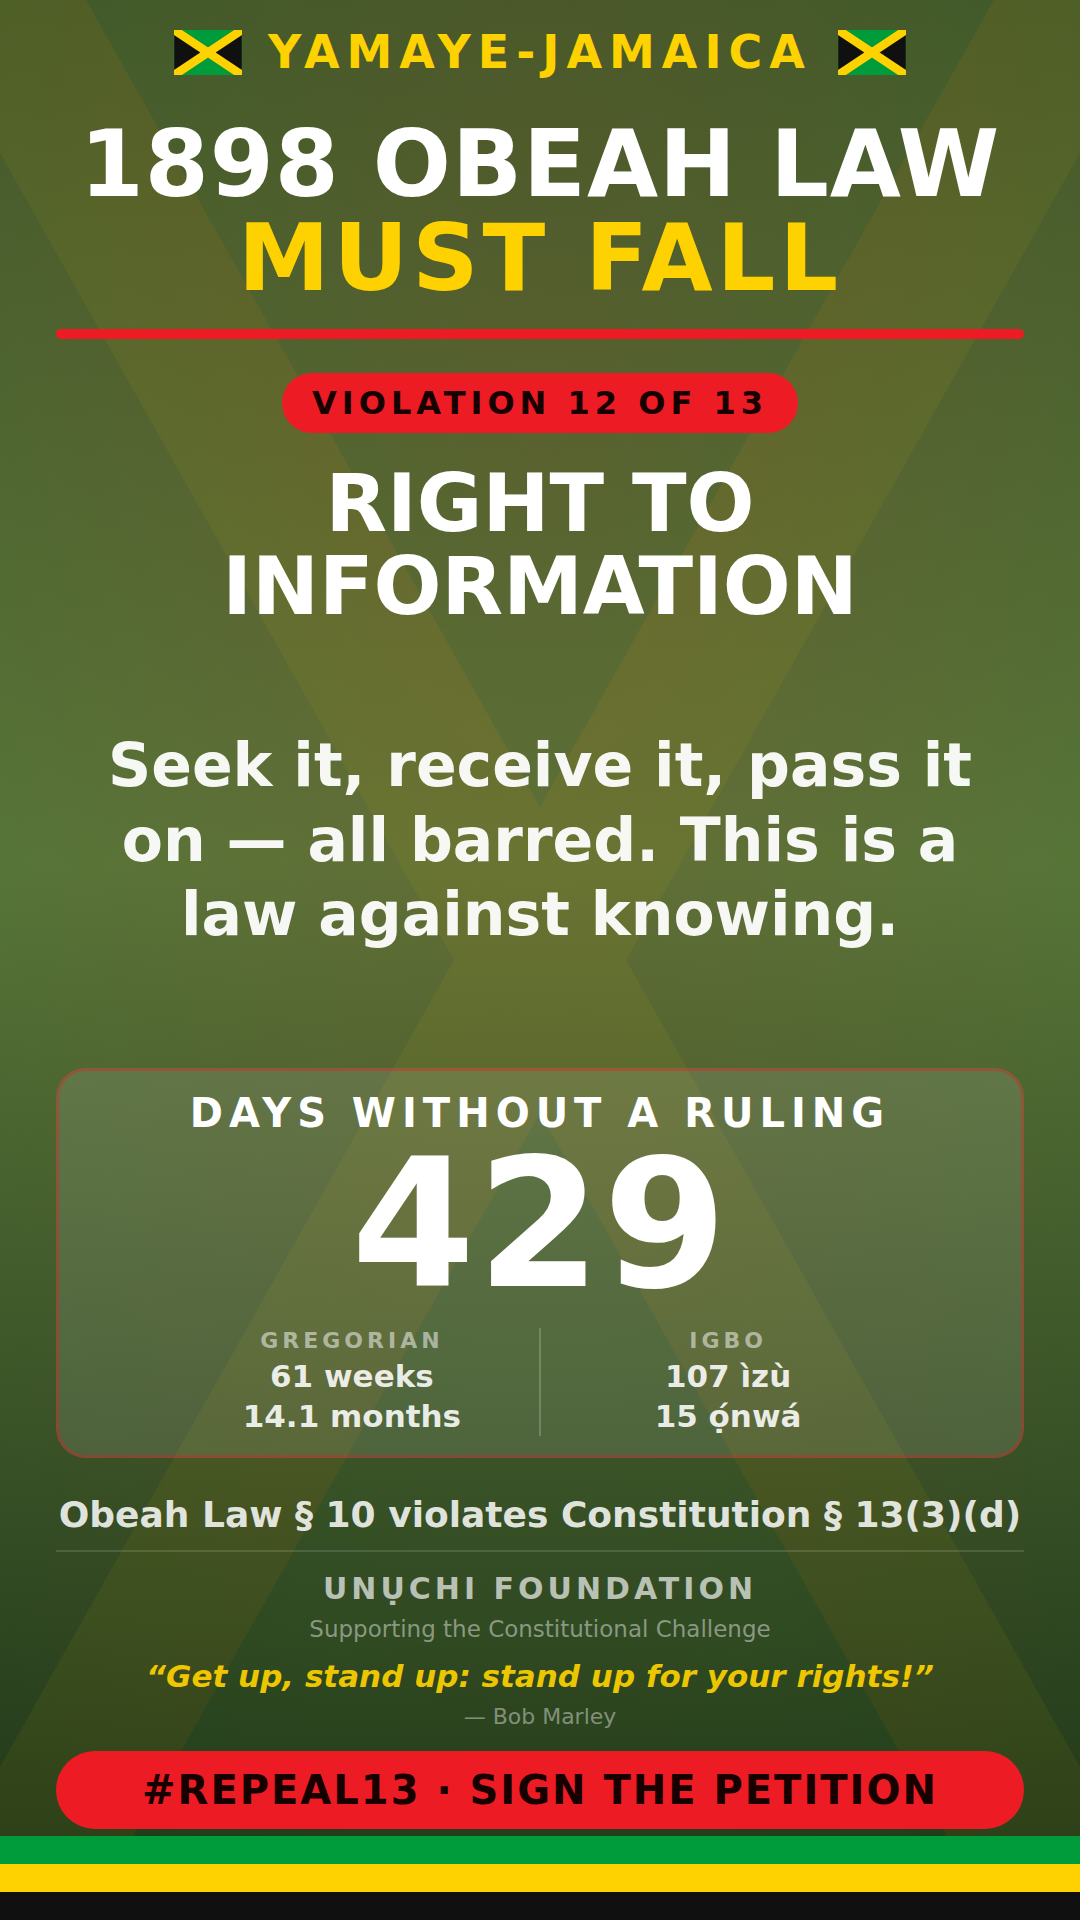 YAMAYE-JAMAICA
1898 OBEAH LAW
MUST FALL
VIOLATION 12 OF 13
RIGHT TO
INFORMATION
Seek it, receive it, pass it
on — all barred. This is a
law against knowing.
DAYS WITHOUT A RULING
429
GREGORIAN
61 weeks
14.1 months
IGBO
107 ìzù
15 ọ́nwá
Obeah Law § 10 violates Constitution § 13(3)(d)
UNỤCHI FOUNDATION
Supporting the Constitutional Challenge
“Get up, stand up: stand up for your rights!”
— Bob Marley
#REPEAL13 · SIGN THE PETITION